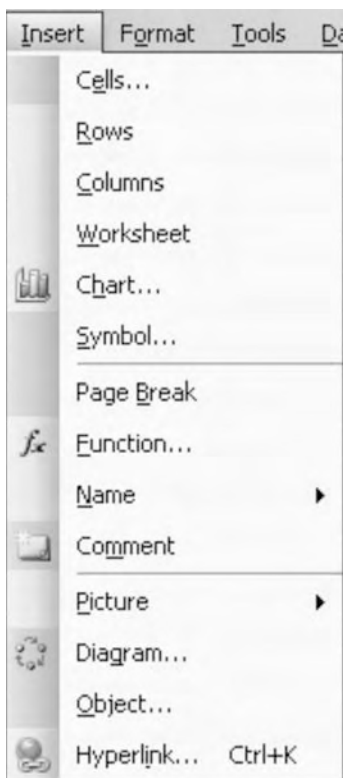 Insert Format Tools Da
Cells...
Rows
Columns
Worksheet
Chart...
Symbol...
Page Break
fx Function...
Name
Comment
Picture
Diagram...
Object...
Hyperlink... Ctrl+K